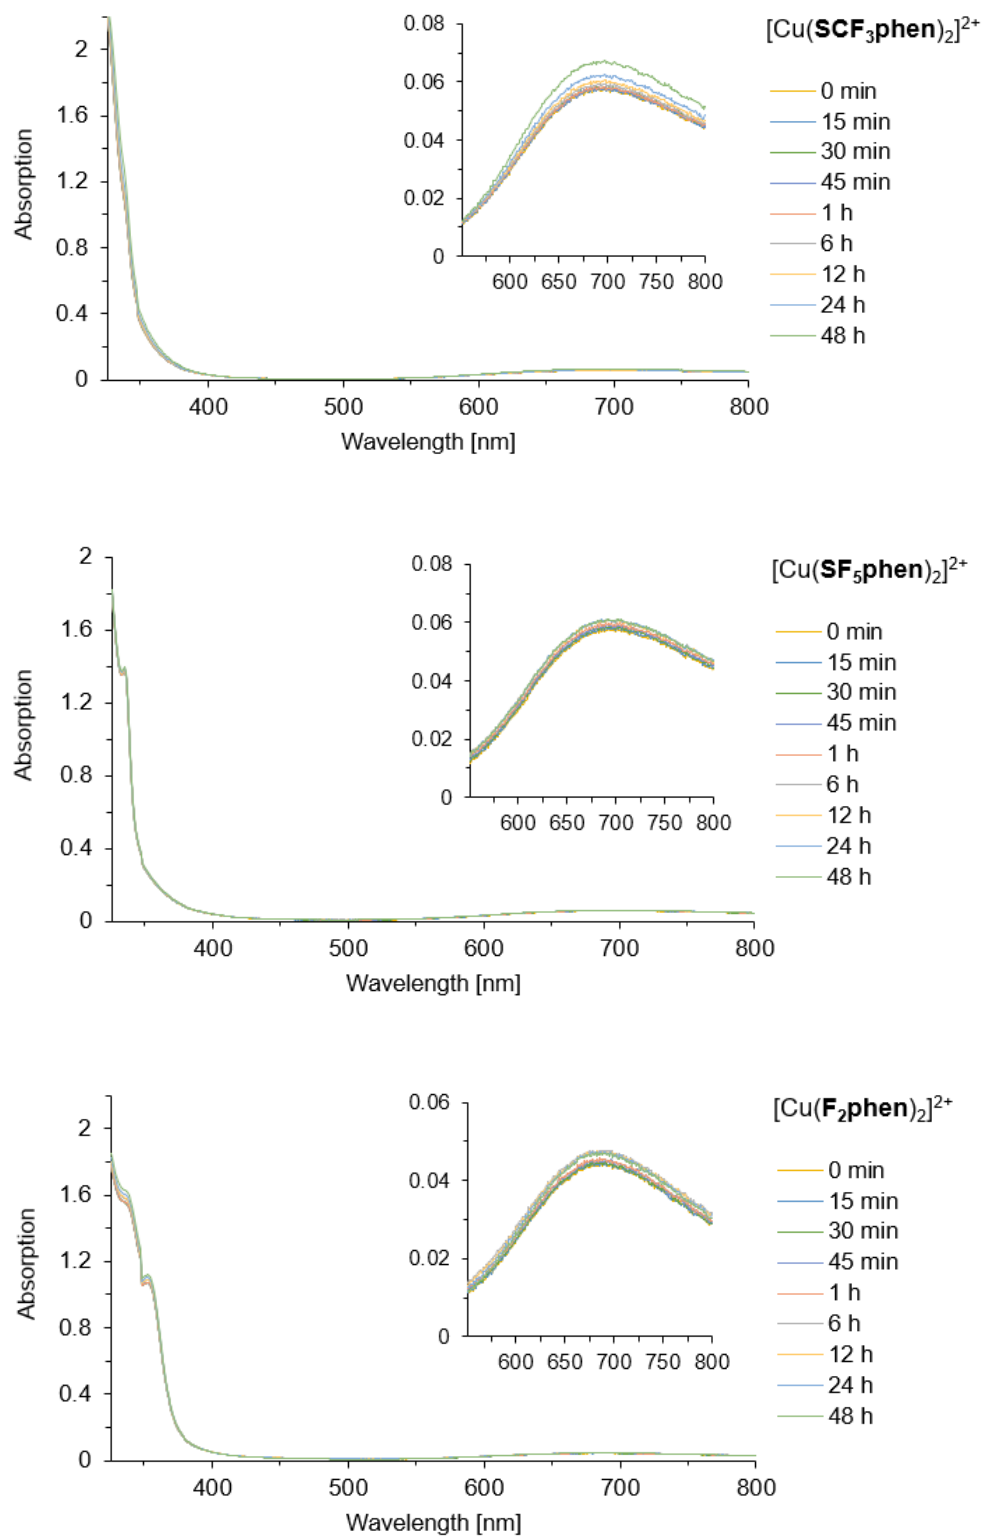 [Cu(SCF₃phen)₂]²⁺
0 min
15 min
30 min
45 min
1 h
6 h
12 h
24 h
48 h
Absorption
2
1.6
1.2
0.8
0.4
0
400 500 600 700 800
Wavelength [nm]
0.08
0.06
0.04
0.02
0
600 650 700 750 800
[Cu(SF₅phen)₂]²⁺
0 min
15 min
30 min
45 min
1 h
6 h
12 h
24 h
48 h
Absorption
2
1.6
1.2
0.8
0.4
0
400 500 600 700 800
Wavelength [nm]
0.08
0.06
0.04
0.02
0
600 650 700 750 800
[Cu(F₂phen)₂]²⁺
0 min
15 min
30 min
45 min
1 h
6 h
12 h
24 h
48 h
Absorption
2
1.6
1.2
0.8
0.4
0
400 500 600 700 800
Wavelength [nm]
0.06
0.04
0.02
0
600 650 700 750 800